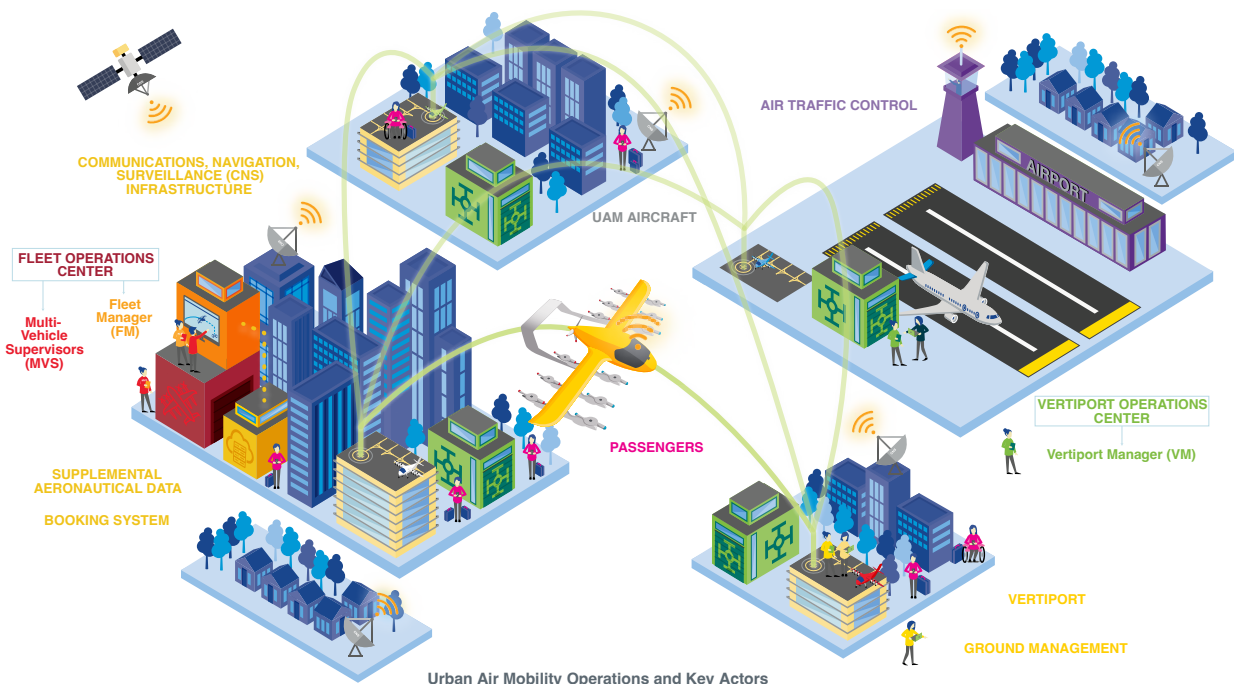 AIR TRAFFIC CONTROL
AIRPORT
COMMUNICATIONS, NAVIGATION,
SURVEILLANCE (CNS)
INFRASTRUCTURE
UAM AIRCRAFT
FLEET OPERATIONS
CENTER
Fleet
Manager
(FM)
Multi-
Vehicle
Supervisors
(MVS)
VERTIPORT OPERATIONS
CENTER
Vertiport Manager (VM)
PASSENGERS
SUPPLEMENTAL
AERONAUTICAL DATA
BOOKING SYSTEM
VERTIPORT
GROUND MANAGEMENT
Urban Air Mobility Operations and Key Actors